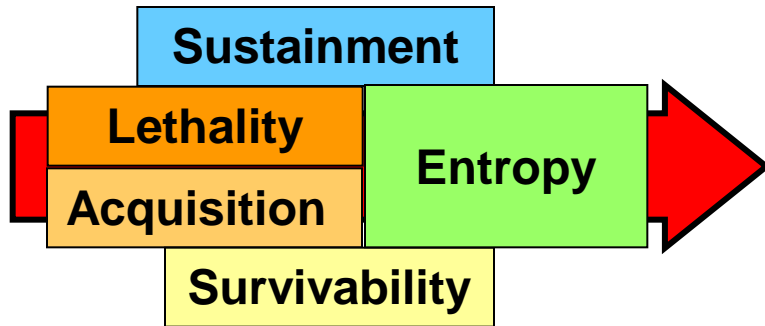 Sustainment
Lethality
Entropy
Acquisition
Survivability